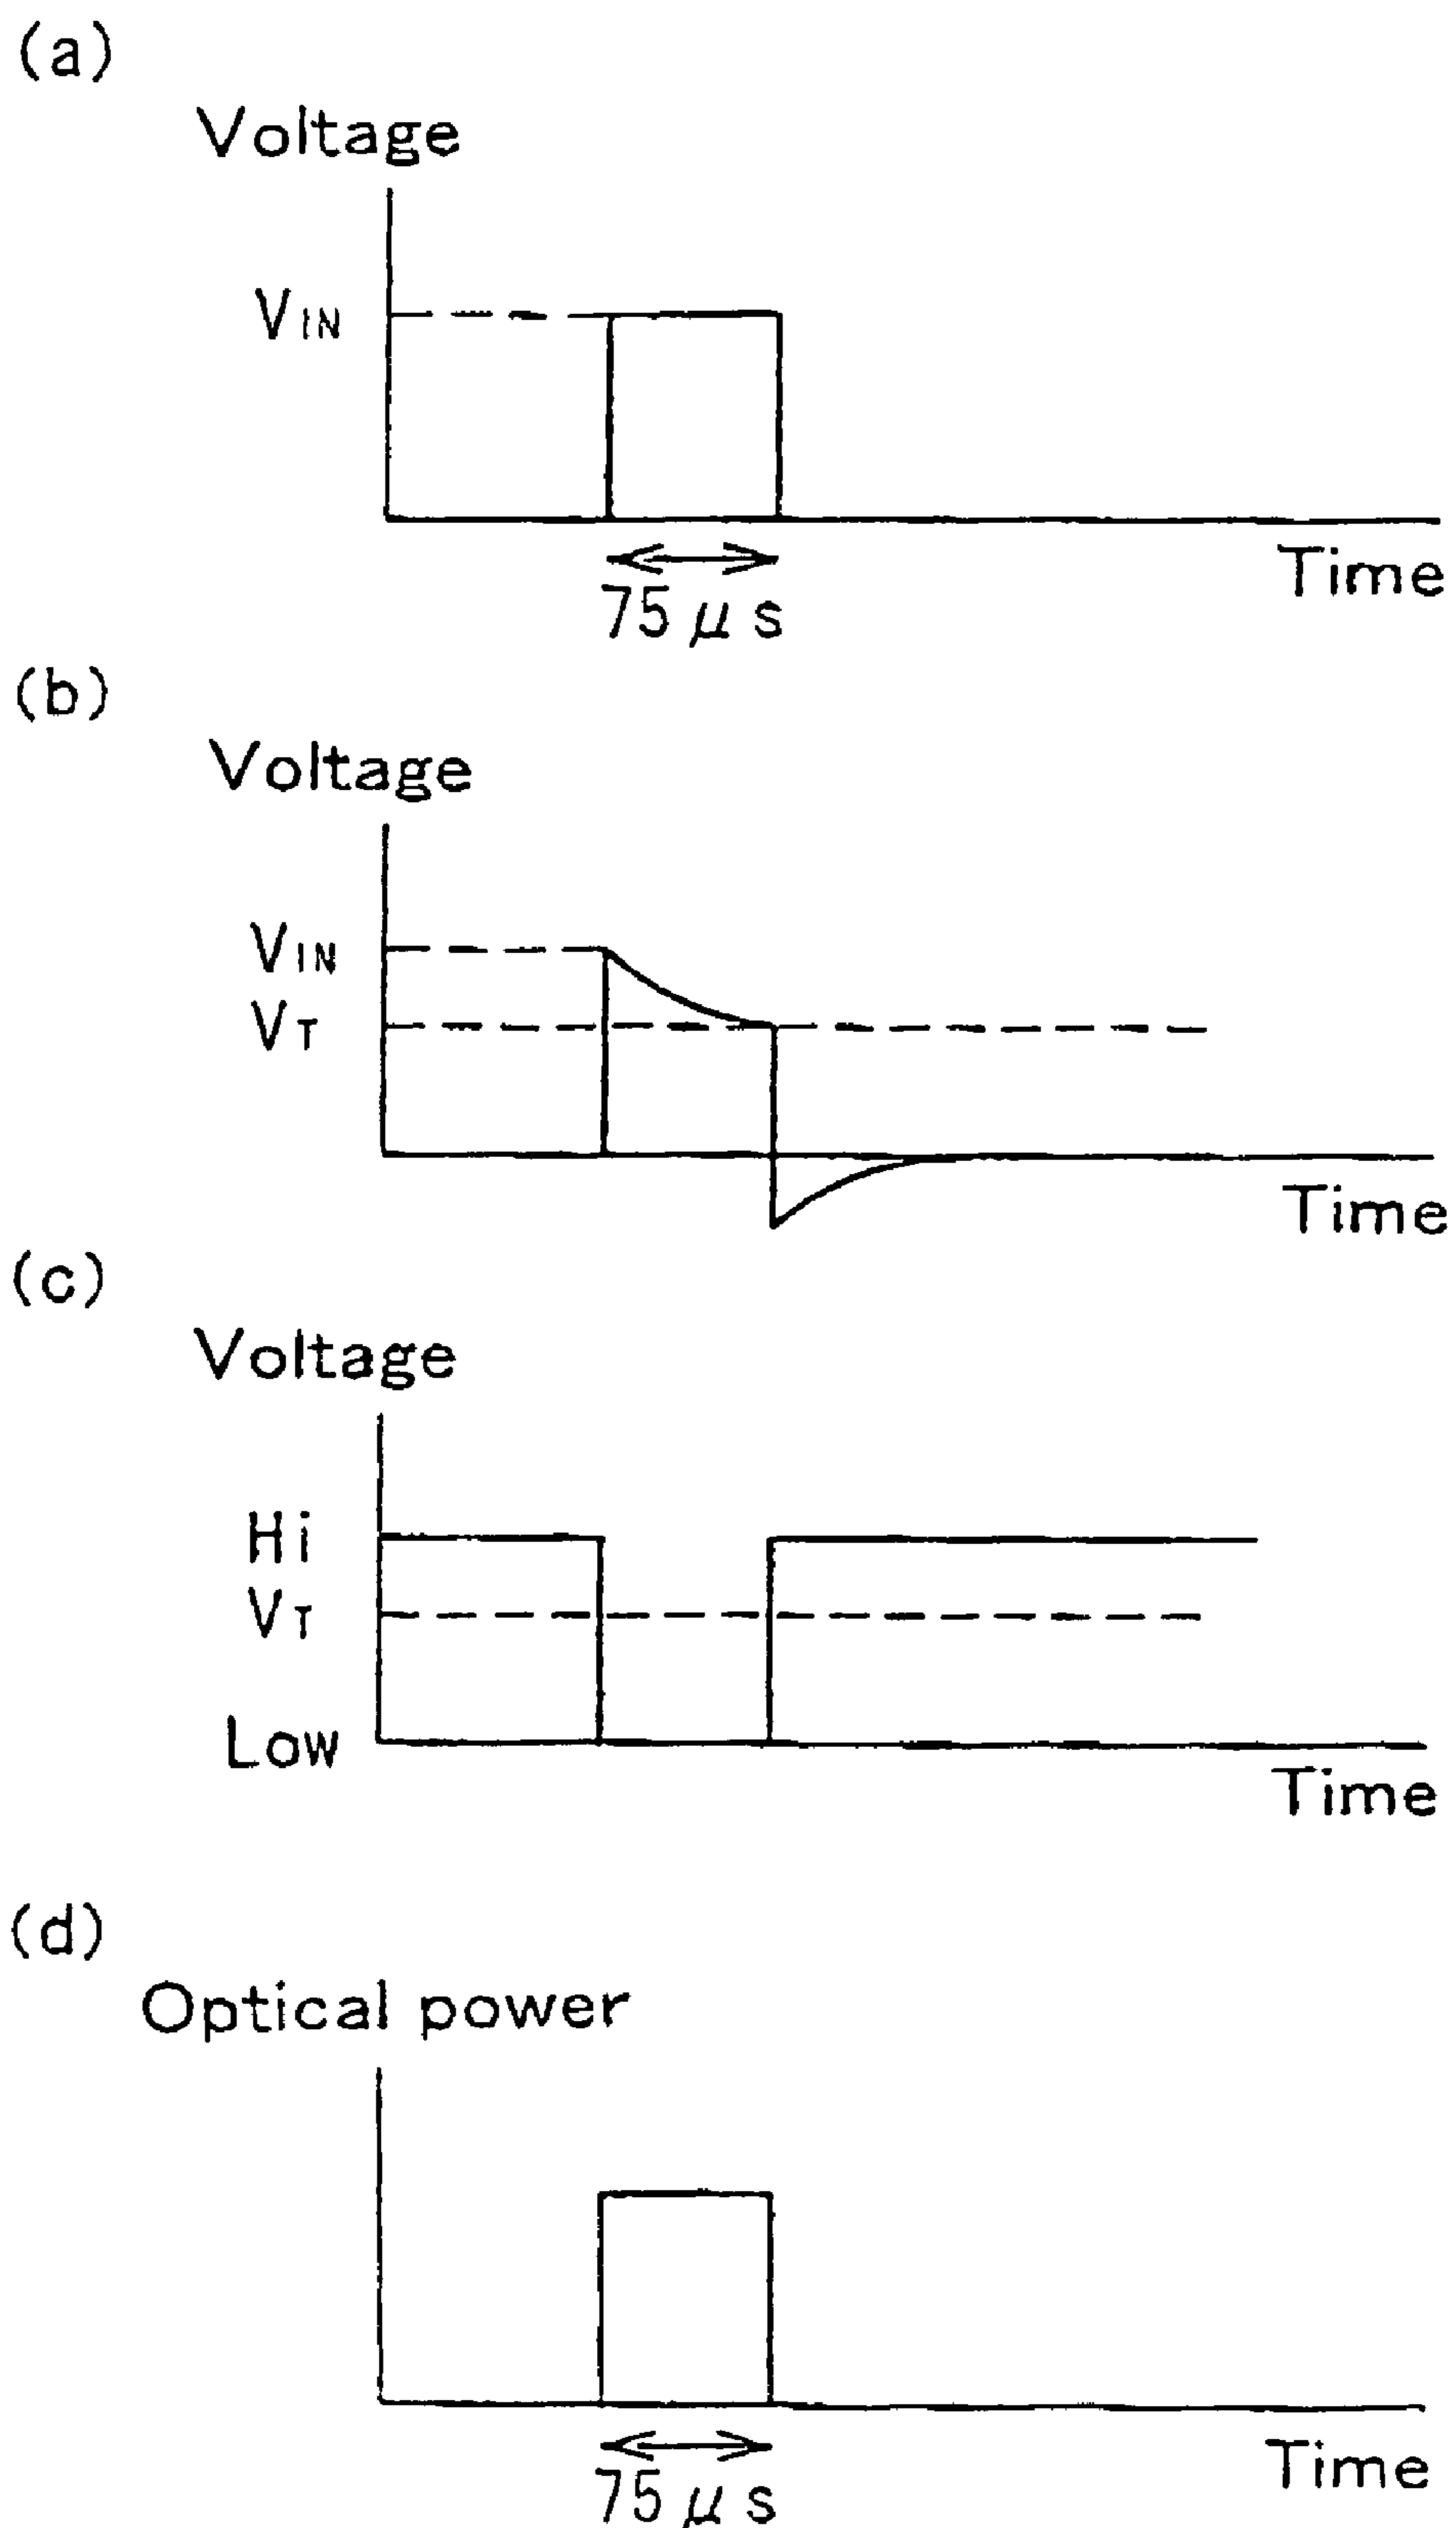 (a)
Voltage
VIN
Time
75 μs
(b)
Voltage
VIN
VT
Time
(c)
Voltage
Hi
VT
Low
Time
(d)
Optical power
Time
75 μs